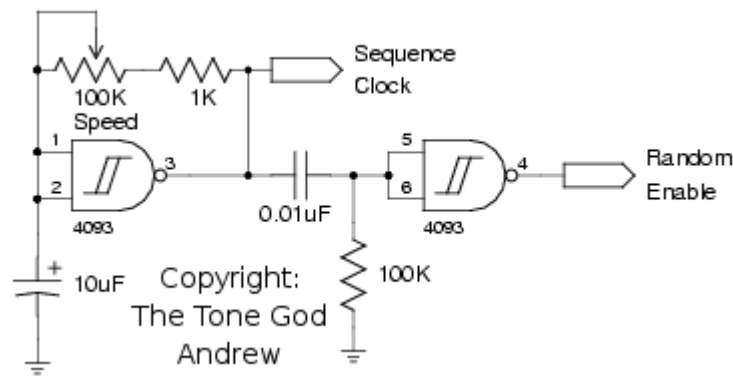 Sequence
Clock
100K
1K
Speed
1
2
3
4093
0.01uF
5
6
4
4093
Random
Enable
+
10uF
100K
Copyright:
The Tone God
Andrew